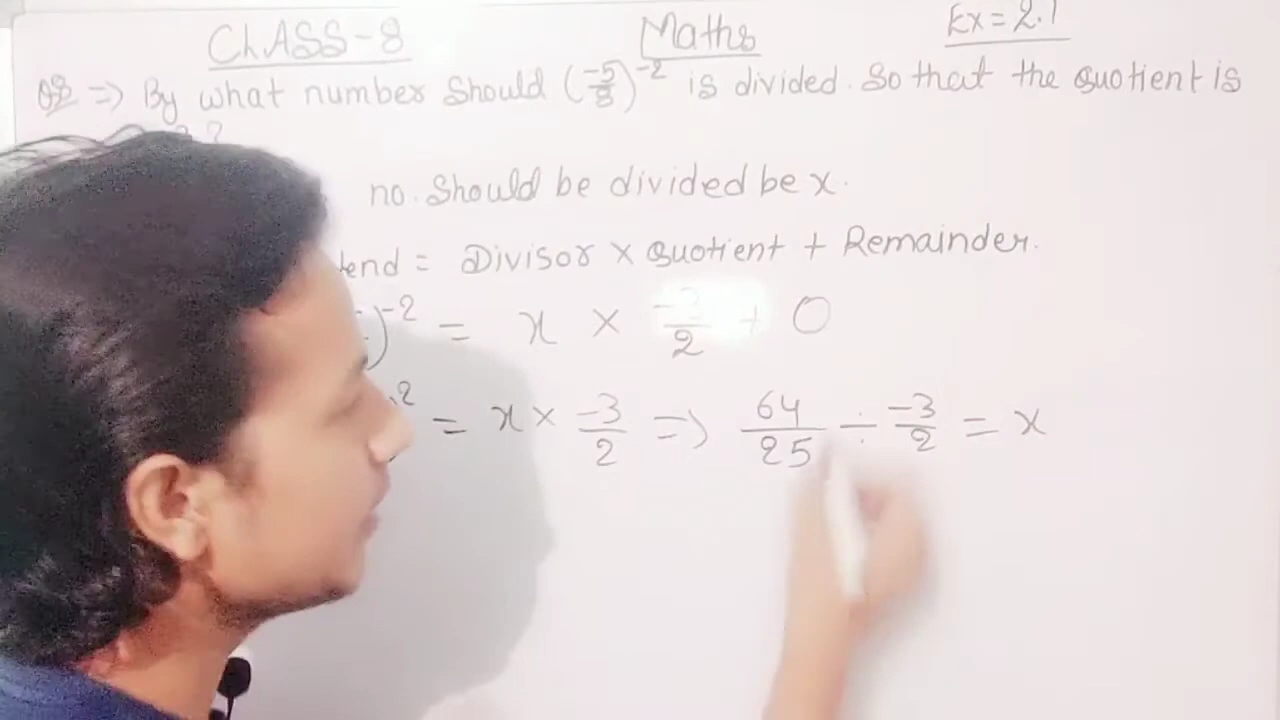 ClASS-8 Maths Ex=2.1
Q8 => By what number should (-5/8)^-2 is divided. So that the quotient is
no. should be divided be x.
Divisor x quotient + Remainder.
)^-2 = x × -3/2 + 0
2 = x × -3/2 => 64/25 ÷ -3/2 = x